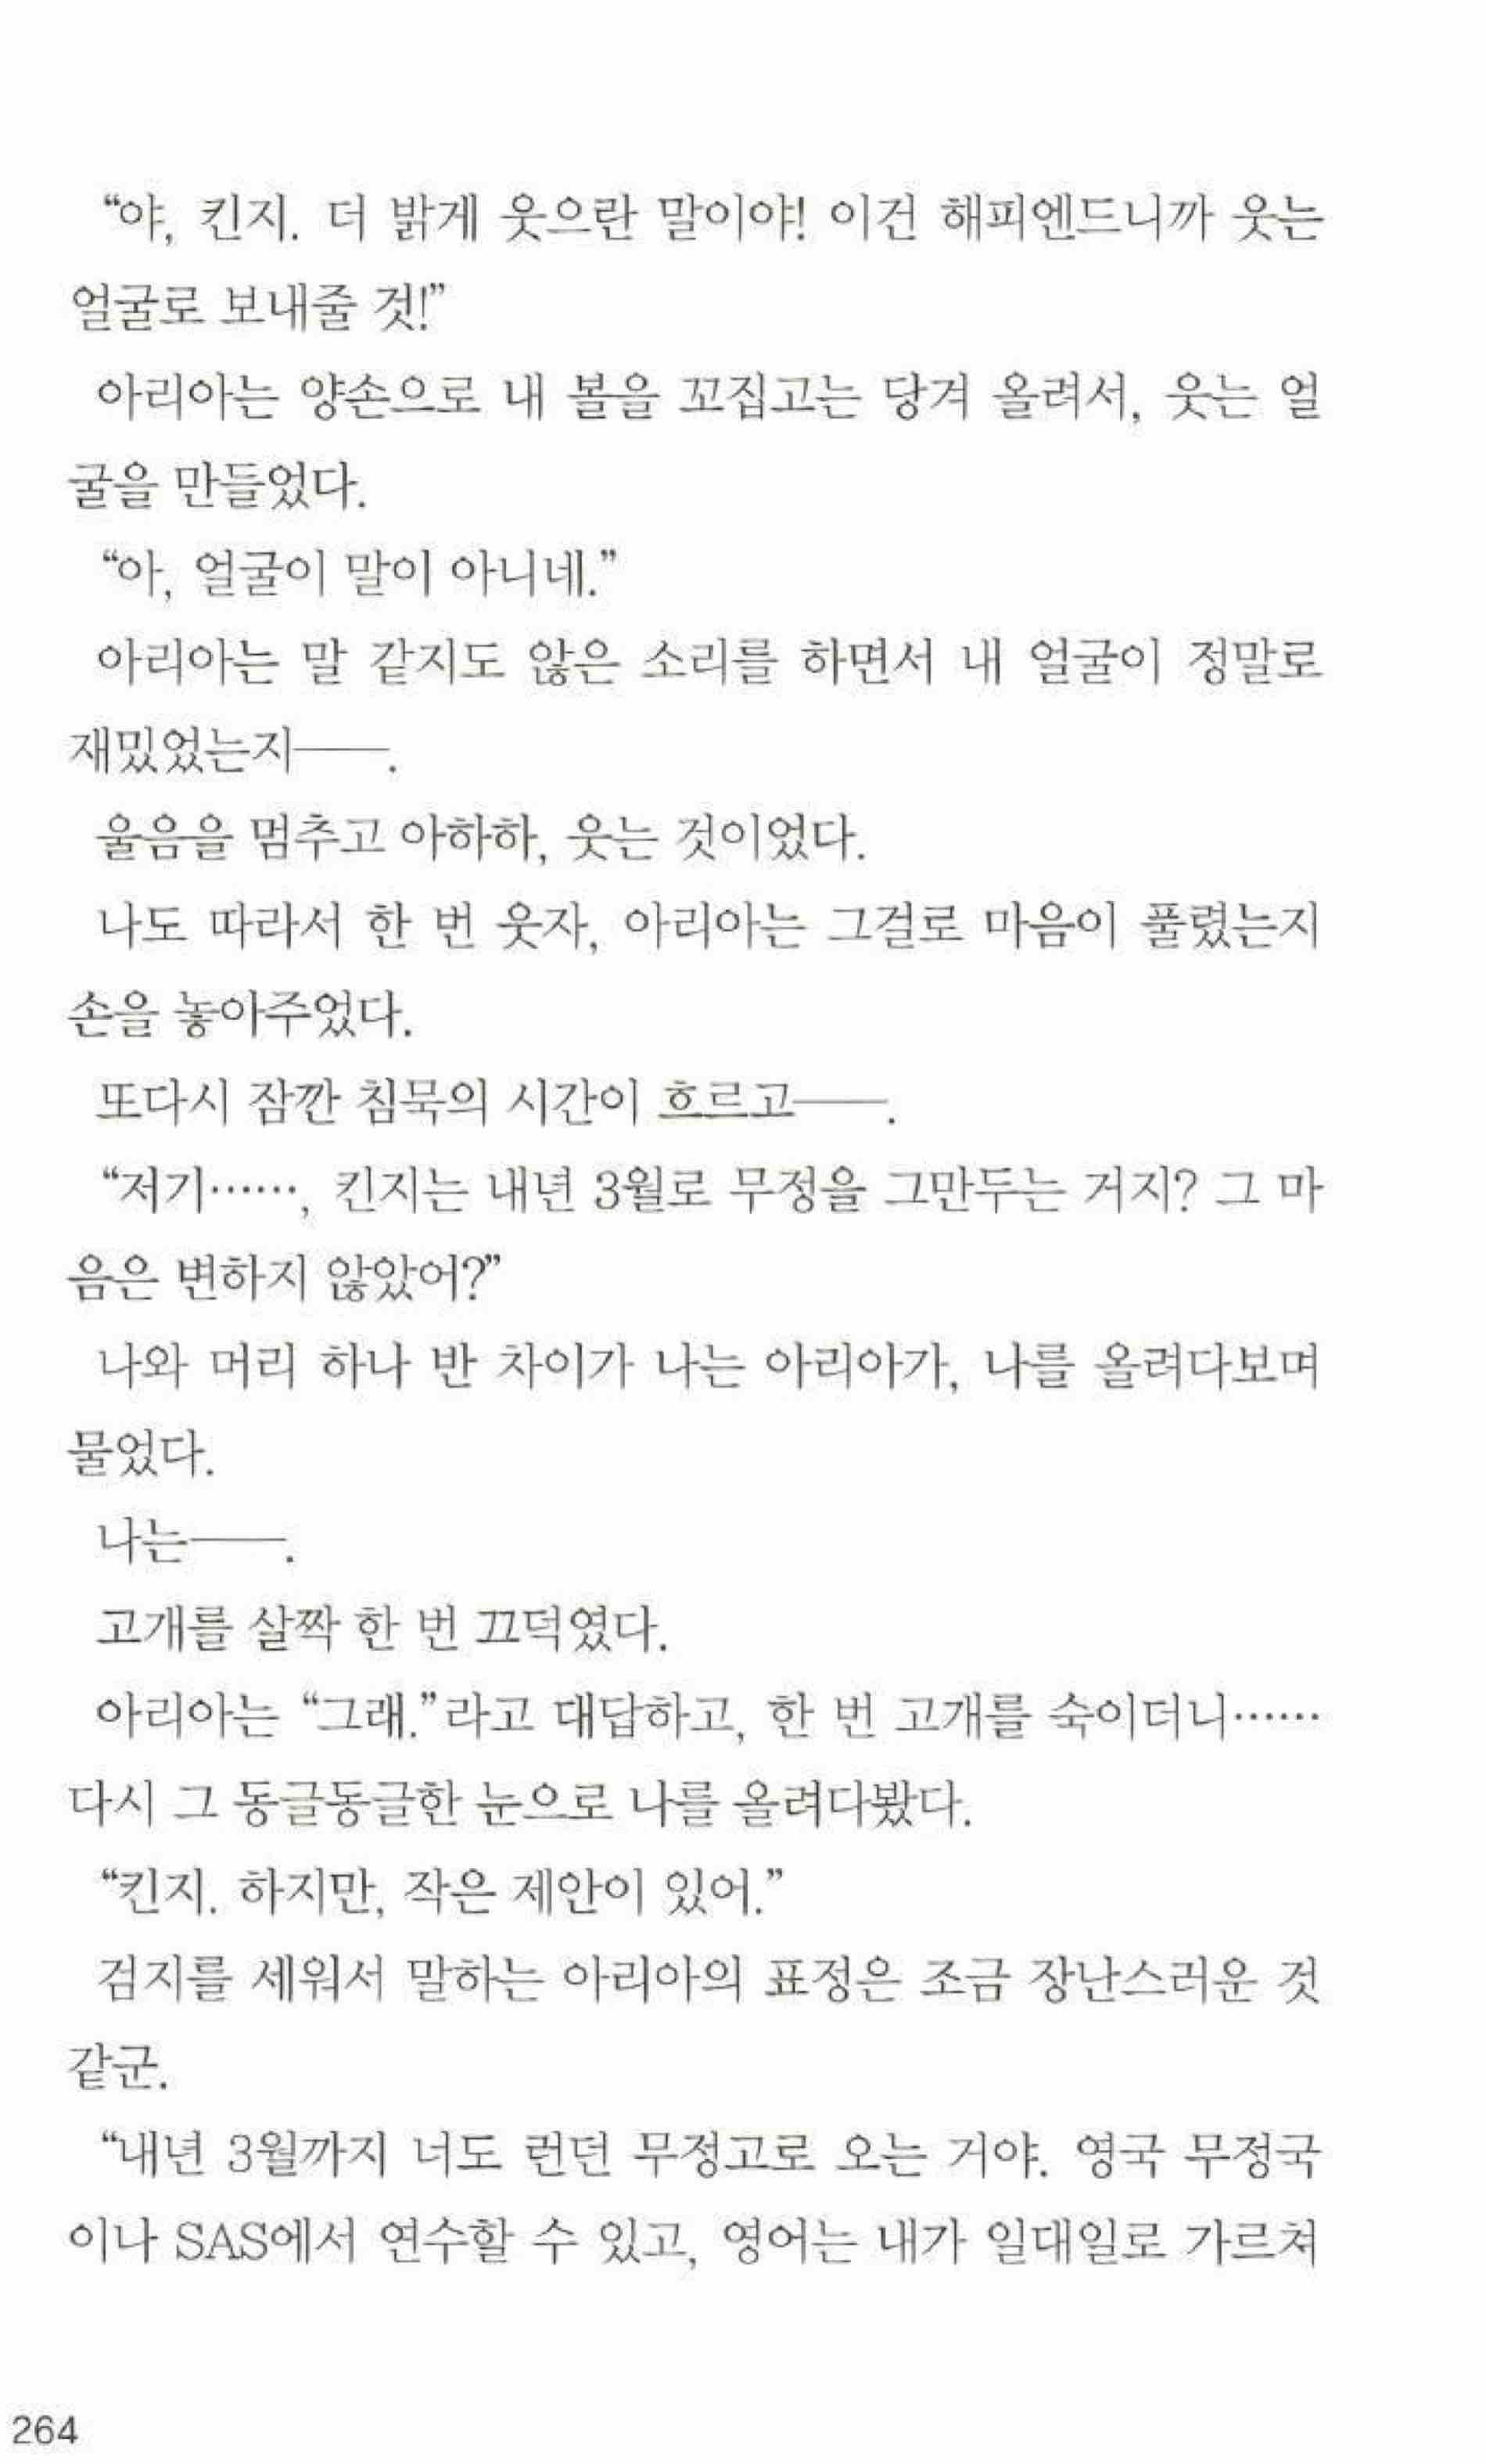 “야, 킨지. 더 밝게 웃으란 말이야! 이건 해피엔드니까 웃는
얼굴로 보내줄 것!”
아리아는 양손으로 내 볼을 꼬집고는 당겨 올려서, 웃는 얼
굴을 만들었다.
“아, 얼굴이 말이 아니네.”
아리아는 말 같지도 않은 소리를 하면서 내 얼굴이 정말로
재밌었는지──.
울음을 멈추고 아하하, 웃는 것이었다.
나도 따라서 한 번 웃자, 아리아는 그걸로 마음이 풀렸는지
손을 놓아주었다.
또다시 잠깐 침묵의 시간이 흐르고──.
“저기……, 킨지는 내년 3월로 무정을 그만두는 거지? 그 마
음은 변하지 않았어?”
나와 머리 하나 반 차이가 나는 아리아가, 나를 올려다보며
물었다.
나는──.
고개를 살짝 한 번 끄덕였다.
아리아는 “그래.”라고 대답하고, 한 번 고개를 숙이더니……
다시 그 동글동글한 눈으로 나를 올려다봤다.
“킨지. 하지만, 작은 제안이 있어.”
검지를 세워서 말하는 아리아의 표정은 조금 장난스러운 것
같군.
“내년 3월까지 너도 런던 무정고로 오는 거야. 영국 무정국
이나 SAS에서 연수할 수 있고, 영어는 내가 일대일로 가르쳐
264